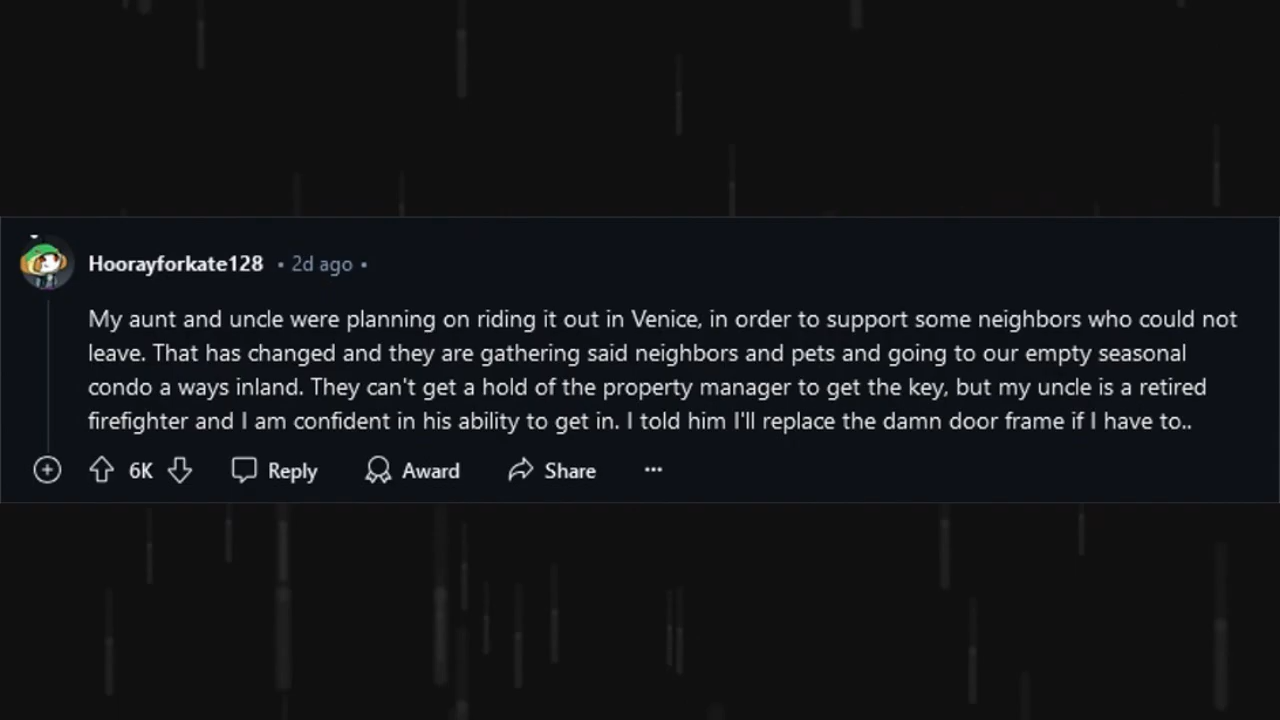 Hoorayforkate128 • 2d ago •
My aunt and uncle were planning on riding it out in Venice, in order to support some neighbors who could not
leave. That has changed and they are gathering said neighbors and pets and going to our empty seasonal
condo a ways inland. They can't get a hold of the property manager to get the key, but my uncle is a retired
firefighter and I am confident in his ability to get in. I told him I'll replace the damn door frame if I have to..
6K Reply Award Share ...